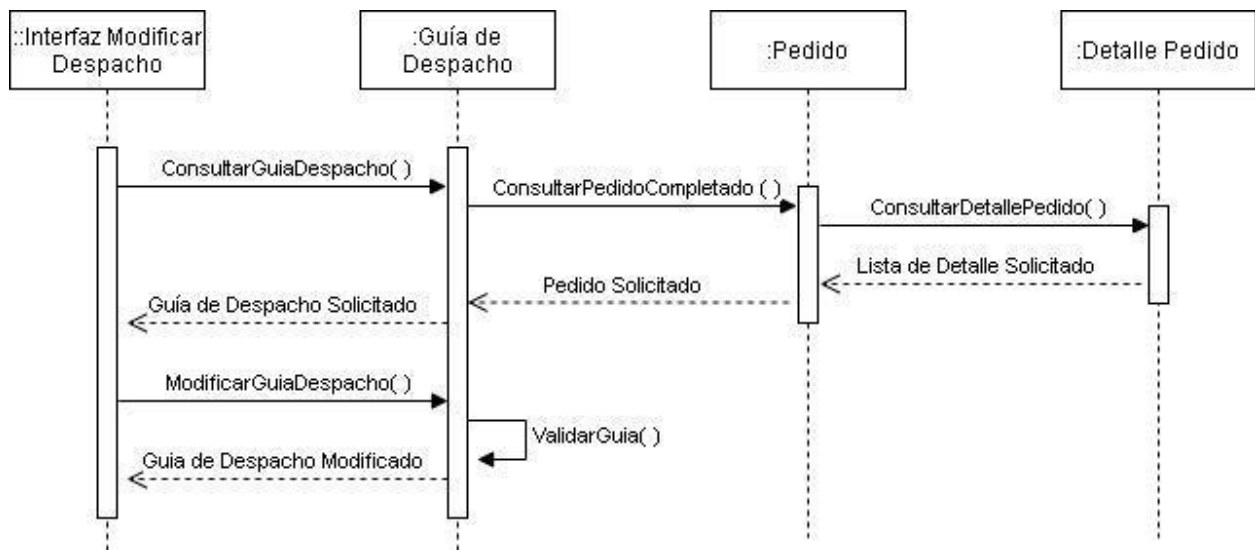 ::Interfaz Modificar
Despacho
:Guía de
Despacho
:Pedido
:Detalle Pedido
ConsultarGuiaDespacho( )
ConsultarPedidoCompletado ( )
ConsultarDetallePedido( )
Lista de Detalle Solicitado
Pedido Solicitado
Guía de Despacho Solicitado
ModificarGuiaDespacho( )
ValidarGuia( )
Guia de Despacho Modificado